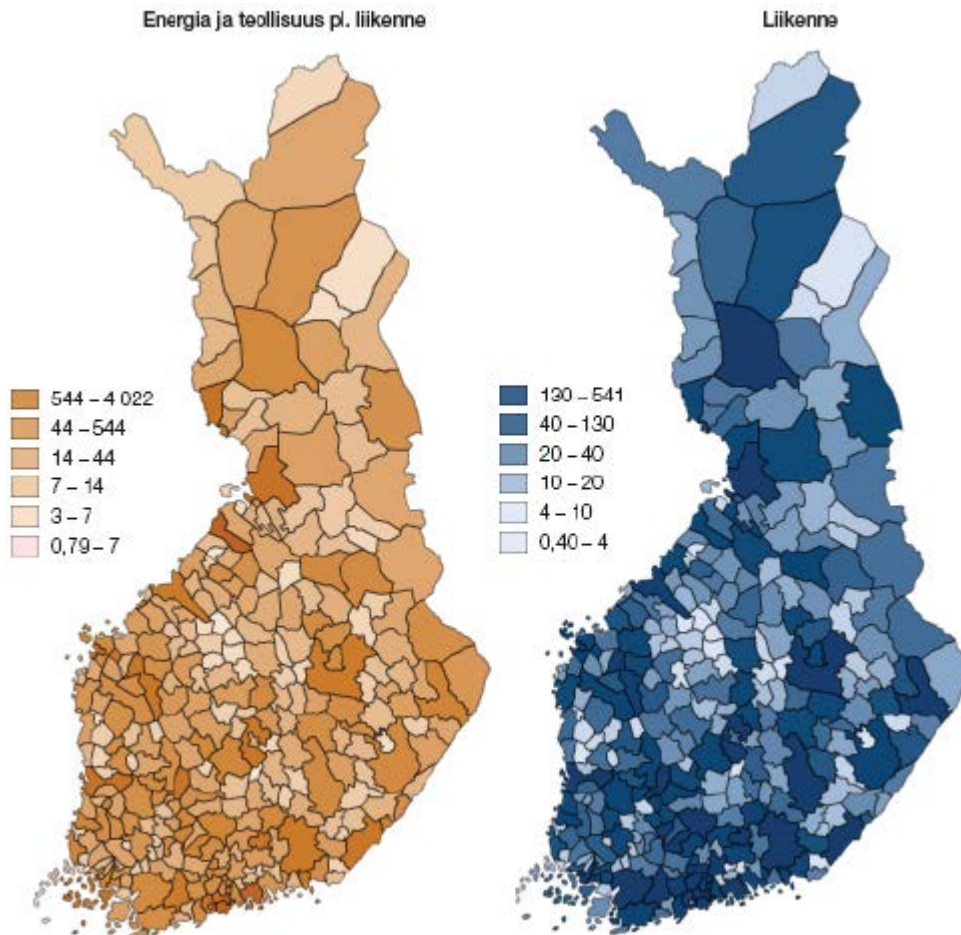 Energia ja teollisuus pl. liikenne
544 – 4 022
44 – 544
14 – 44
7 – 14
3 – 7
0,79 – 7
Liikenne
130 – 541
40 – 130
20 – 40
10 – 20
4 – 10
0,40 – 4